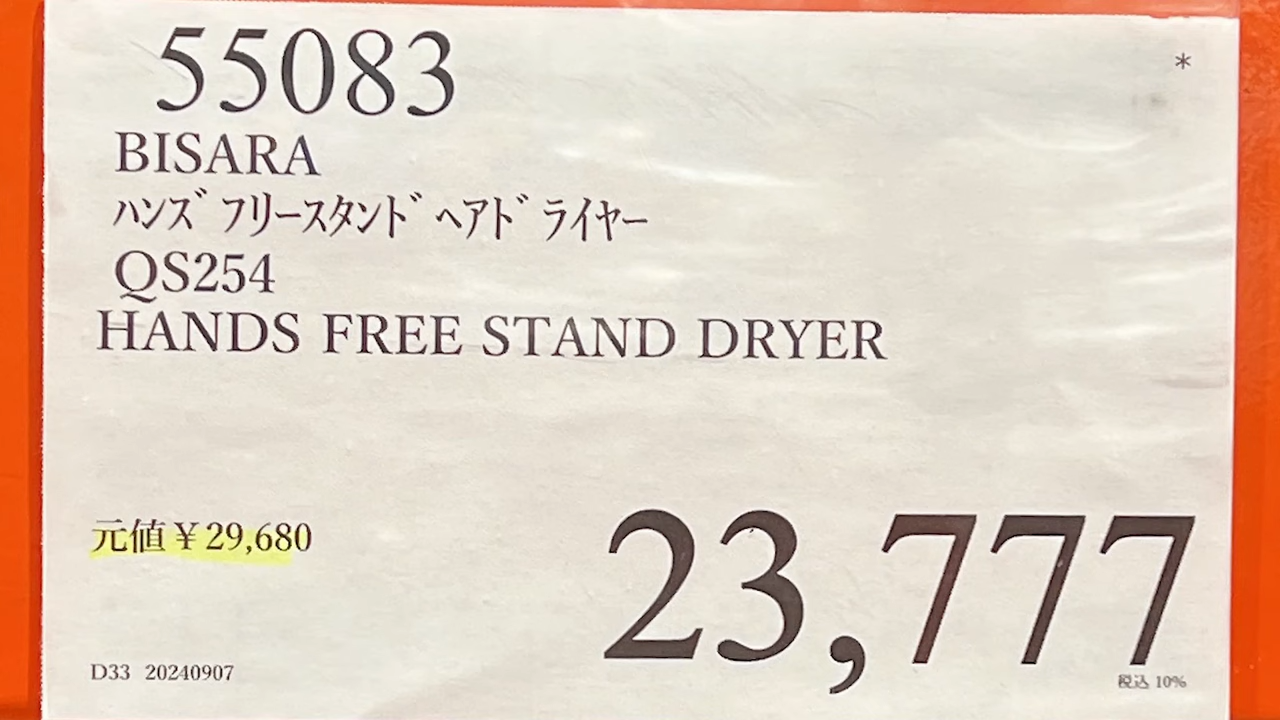 55083
*
BISARA
ﾊﾝｽﾞﾌﾘｰｽﾀﾝﾄﾞﾍｱﾄﾞﾗｲﾔｰ
QS254
HANDS FREE STAND DRYER
元値￥29,680
23,777
D33 20240907
税込 10%